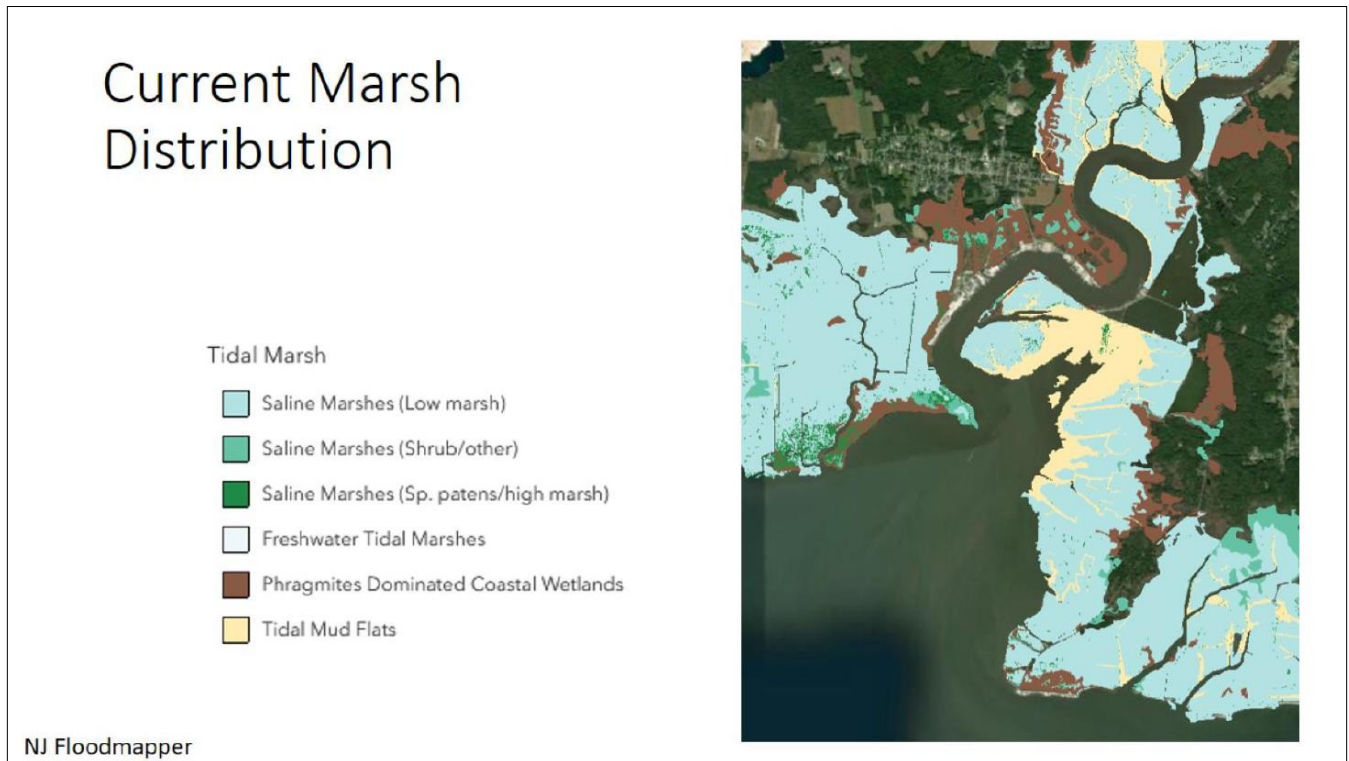 Current Marsh
Distribution
Tidal Marsh
Saline Marshes (Low marsh)
Saline Marshes (Shrub/other)
Saline Marshes (Sp. patens/high marsh)
Freshwater Tidal Marshes
Phragmites Dominated Coastal Wetlands
Tidal Mud Flats
NJ Floodmapper